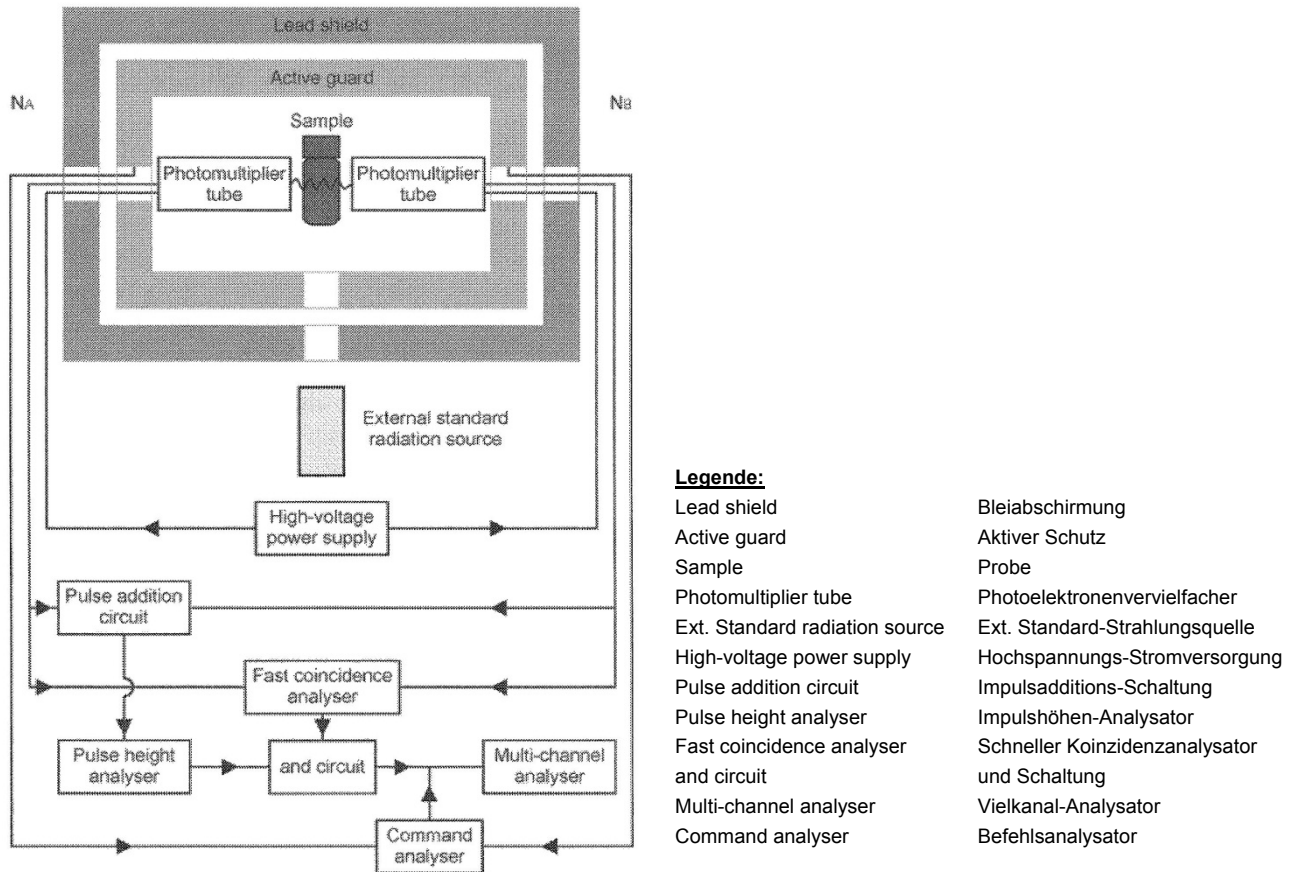 Lead shield
Active guard
NA
NB
Sample
Photomultiplier
tube
Photomultiplier
tube
External standard
radiation source
High-voltage
power supply
Pulse addition
circuit
Fast coincidence
analyser
Pulse height
analyser
and circuit
Multi-channel
analyser
Command
analyser
Legende:
Lead shield Bleiabschirmung
Active guard Aktiver Schutz
Sample Probe
Photomultiplier tube Photoelektronenvervielfacher
Ext. Standard radiation source Ext. Standard-Strahlungsquelle
High-voltage power supply Hochspannungs-Stromversorgung
Pulse addition circuit Impulsadditions-Schaltung
Pulse height analyser Impulshöhen-Analysator
Fast coincidence analyser Schneller Koinzidenzanalysator
and circuit und Schaltung
Multi-channel analyser Vielkanal-Analysator
Command analyser Befehlsanalysator